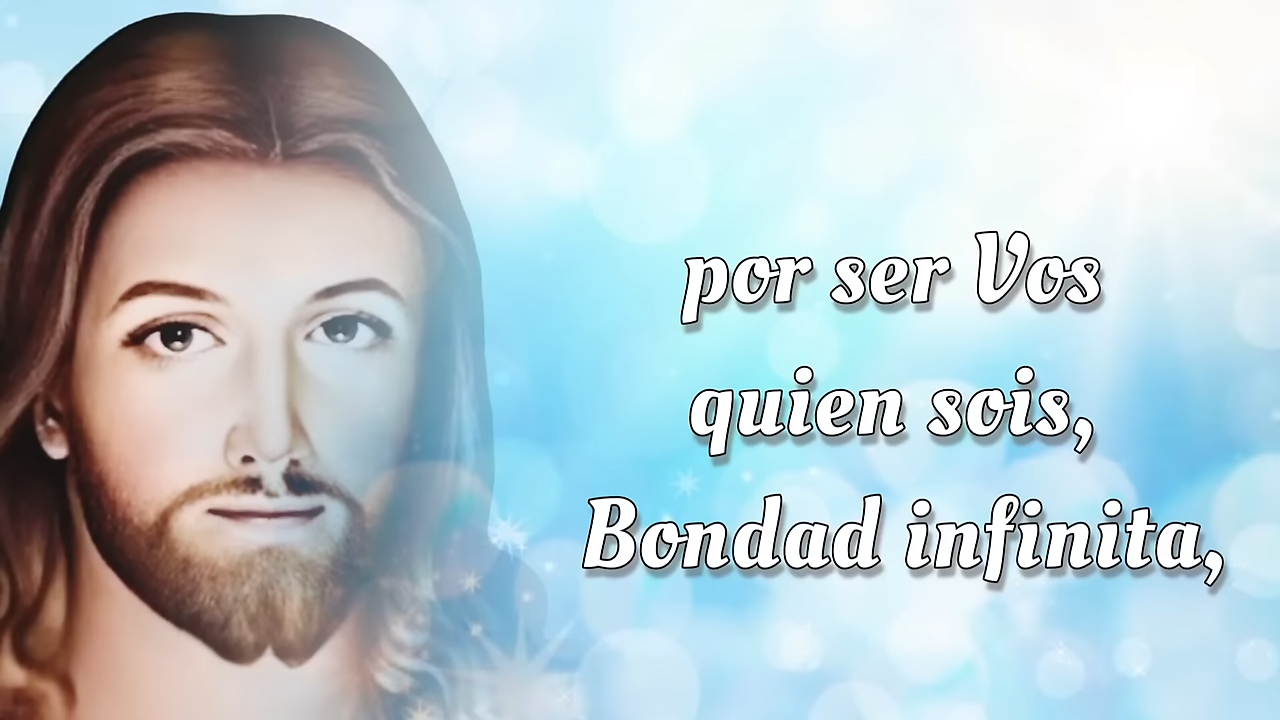 por ser Vos
quien sois,
Bondad infinita,